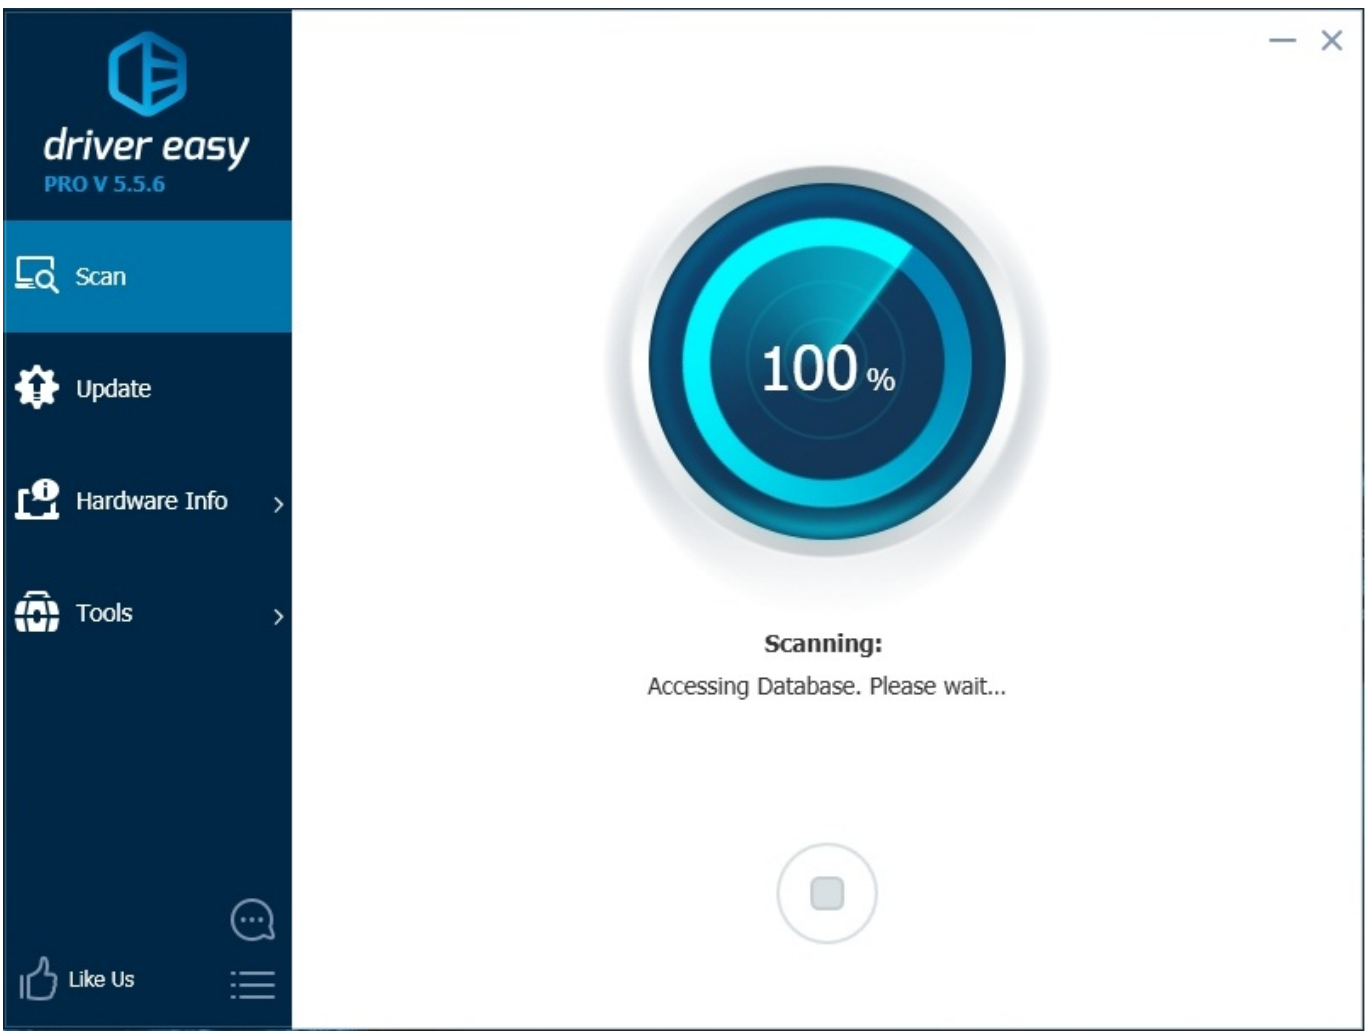 driver easy
PRO V 5.5.6
Scan
Update
Hardware Info
Tools
Like Us
100 %
Scanning:
Accessing Database. Please wait...